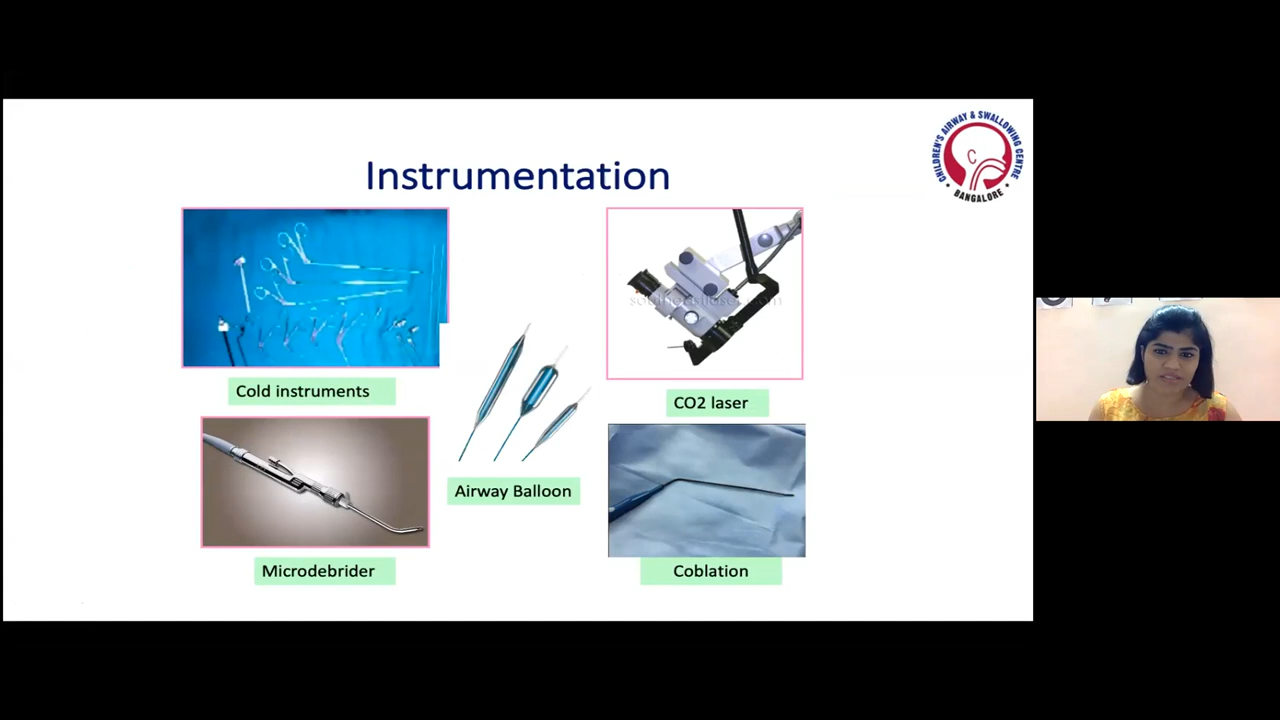 CHILDREN'S AIRWAY & SWALLOWING CENTRE
• BANGALORE •
C
Instrumentation
Cold instruments
CO2 laser
Airway Balloon
Microdebrider
Coblation